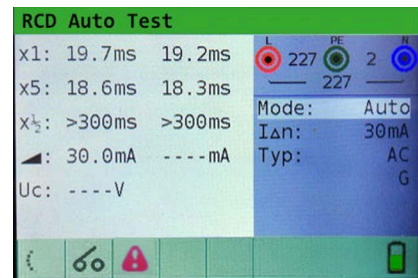 RCD Auto Test
x1: 19.7ms 19.2ms
x5: 18.6ms 18.3ms
x½: >300ms >300ms
◢: 30.0mA ----mA
Uc: ----V
L PE N
227 2
227
Mode: Auto
I∆n: 30mA
Typ: AC
G